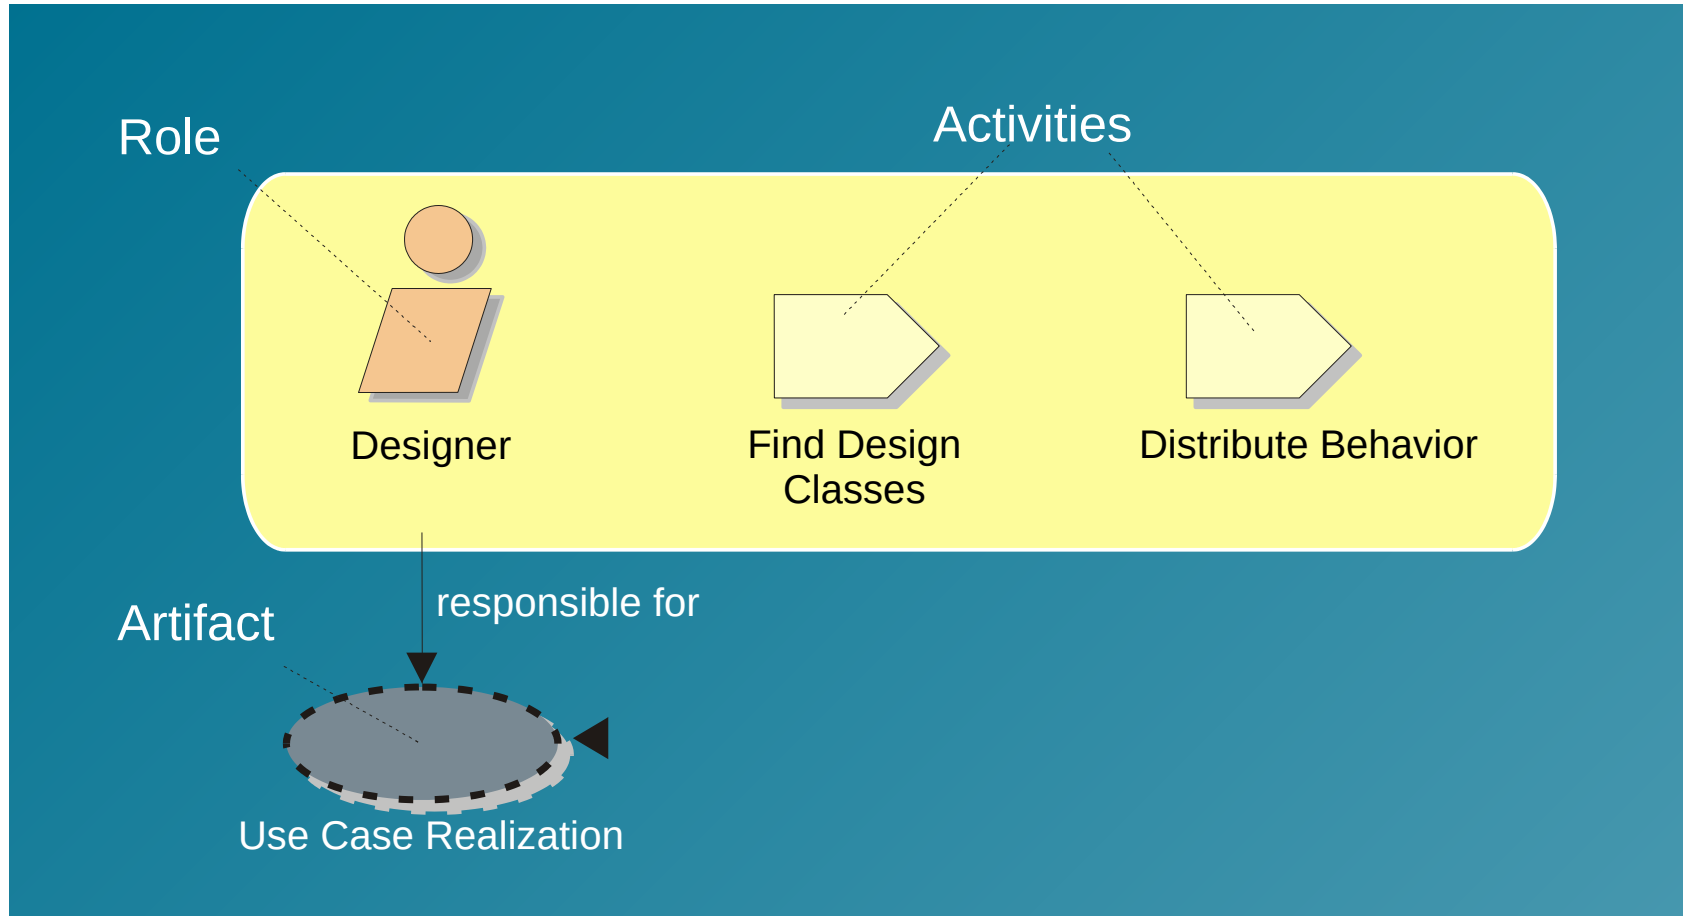 Role
Activities
Designer
Find Design
Classes
Distribute Behavior
responsible for
Artifact
Use Case Realization